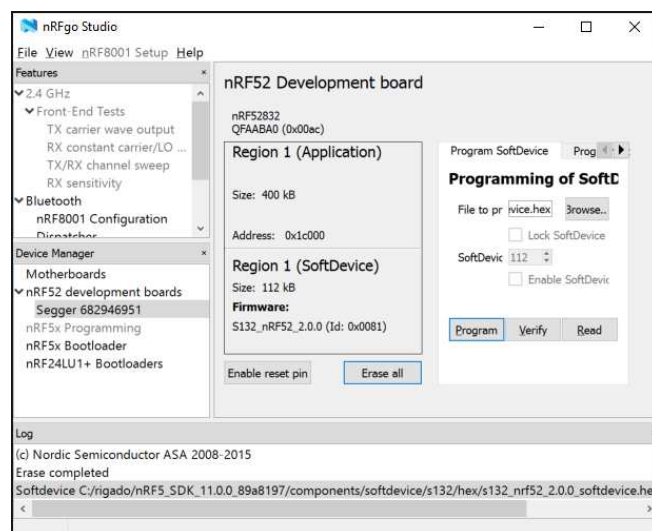 nRFgo Studio
File View nRF8001 Setup Help
Features
2.4 GHz
Front-End Tests
TX carrier wave output
RX constant carrier/LO ...
TX/RX channel sweep
RX sensitivity
Bluetooth
nRF8001 Configuration
Dispatcher
Device Manager
Motherboards
nRF52 development boards
Segger 682946951
nRF5x Programming
nRF5x Bootloader
nRF24LU1+ Bootloaders
nRF52 Development board
nRF52832
QFAABA0 (0x00ac)
Region 1 (Application)
Size: 400 kB
Address: 0x1c000
Region 1 (SoftDevice)
Size: 112 kB
Firmware:
S132_nRF52_2.0.0 (Id: 0x0081)
Enable reset pin Erase all
Program SoftDevice Prog
Programming of SoftD
File to pr vice.hex Browse..
Lock SoftDevice
SoftDevic 112
Enable SoftDevic
Program Verify Read
Log
(c) Nordic Semiconductor ASA 2008-2015
Erase completed
Softdevice C:/rigado/nRF5_SDK_11.0.0_89a8197/components/softdevice/s132/hex/s132_nrf52_2.0.0_softdevice.he